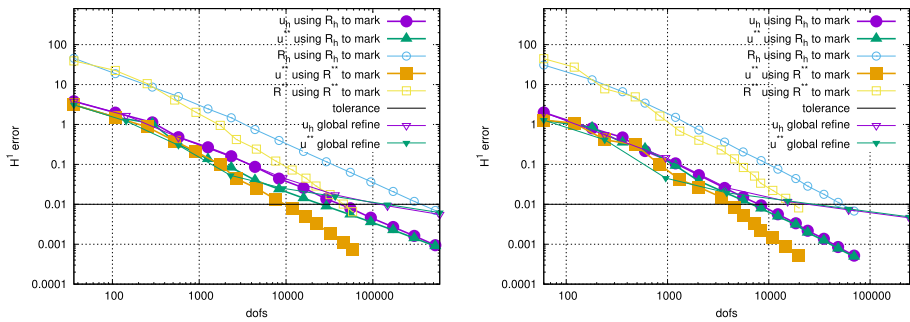 u_h using R_h to mark
u^** using R_h to mark
R_h using R_h to mark
u^** using R^** to mark
R^** using R^** to mark
tolerance
u_h global refine
u^** global refine
H^1 error
100
10
1
0.1
0.01
0.001
0.0001
100 1000 10000 100000
dofs
u_h using R_h to mark
u^** using R_h to mark
R_h using R_h to mark
u^** using R^** to mark
R^** using R^** to mark
tolerance
u_h global refine
u^** global refine
H^1 error
100
10
1
0.1
0.01
0.001
0.0001
100 1000 10000 100000
dofs